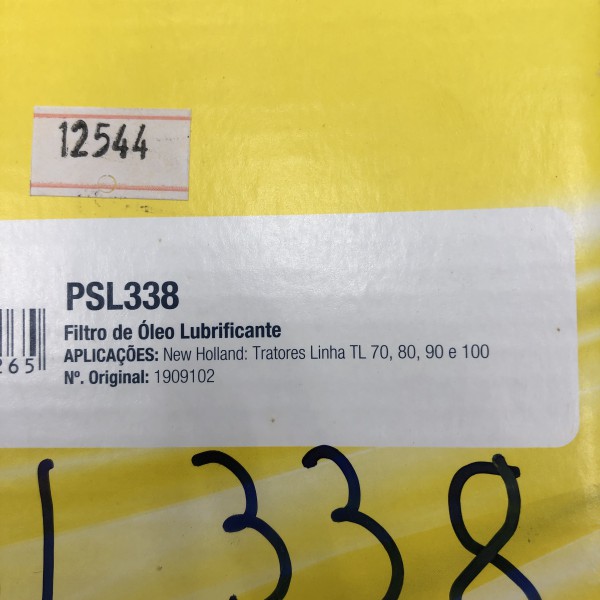 12544
PSL338
Filtro de Óleo Lubrificante
APLICAÇÕES: New Holland: Tratores Linha TL 70, 80, 90 e 100
Nº. Original: 1909102
265
338